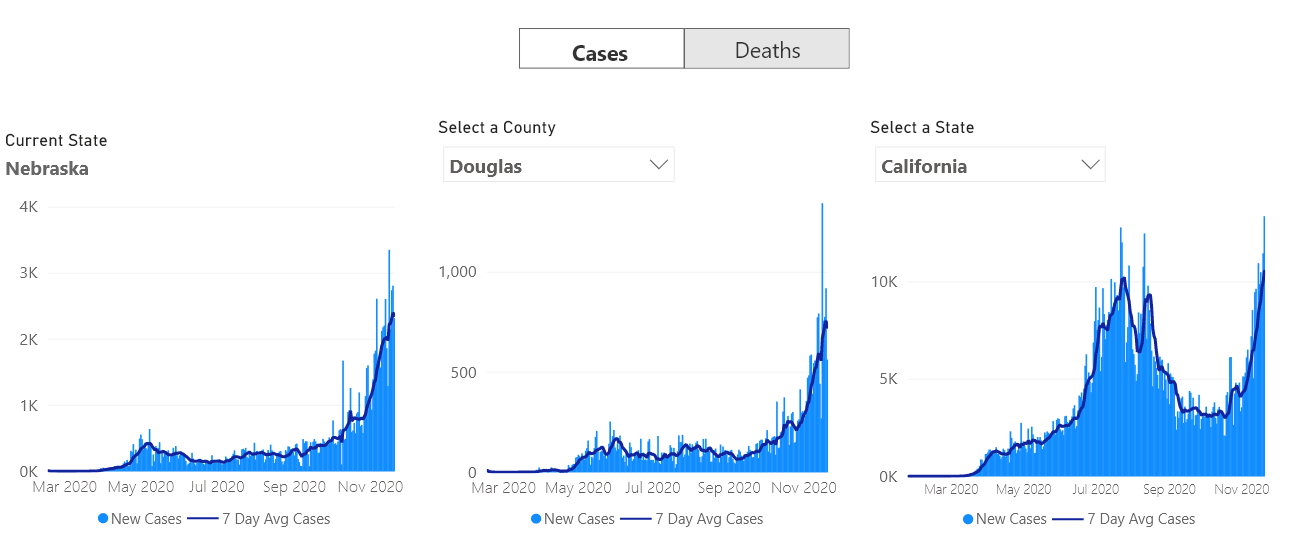 Cases Deaths
Current State
Nebraska
4K
3K
2K
1K
0K
Mar 2020 May 2020 Jul 2020 Sep 2020 Nov 2020
New Cases 7 Day Avg Cases
Select a County
Douglas
1,000
500
0
Mar 2020 May 2020 Jul 2020 Sep 2020 Nov 2020
New Cases 7 Day Avg Cases
Select a State
California
10K
5K
0K
Mar 2020 May 2020 Jul 2020 Sep 2020 Nov 2020
New Cases 7 Day Avg Cases